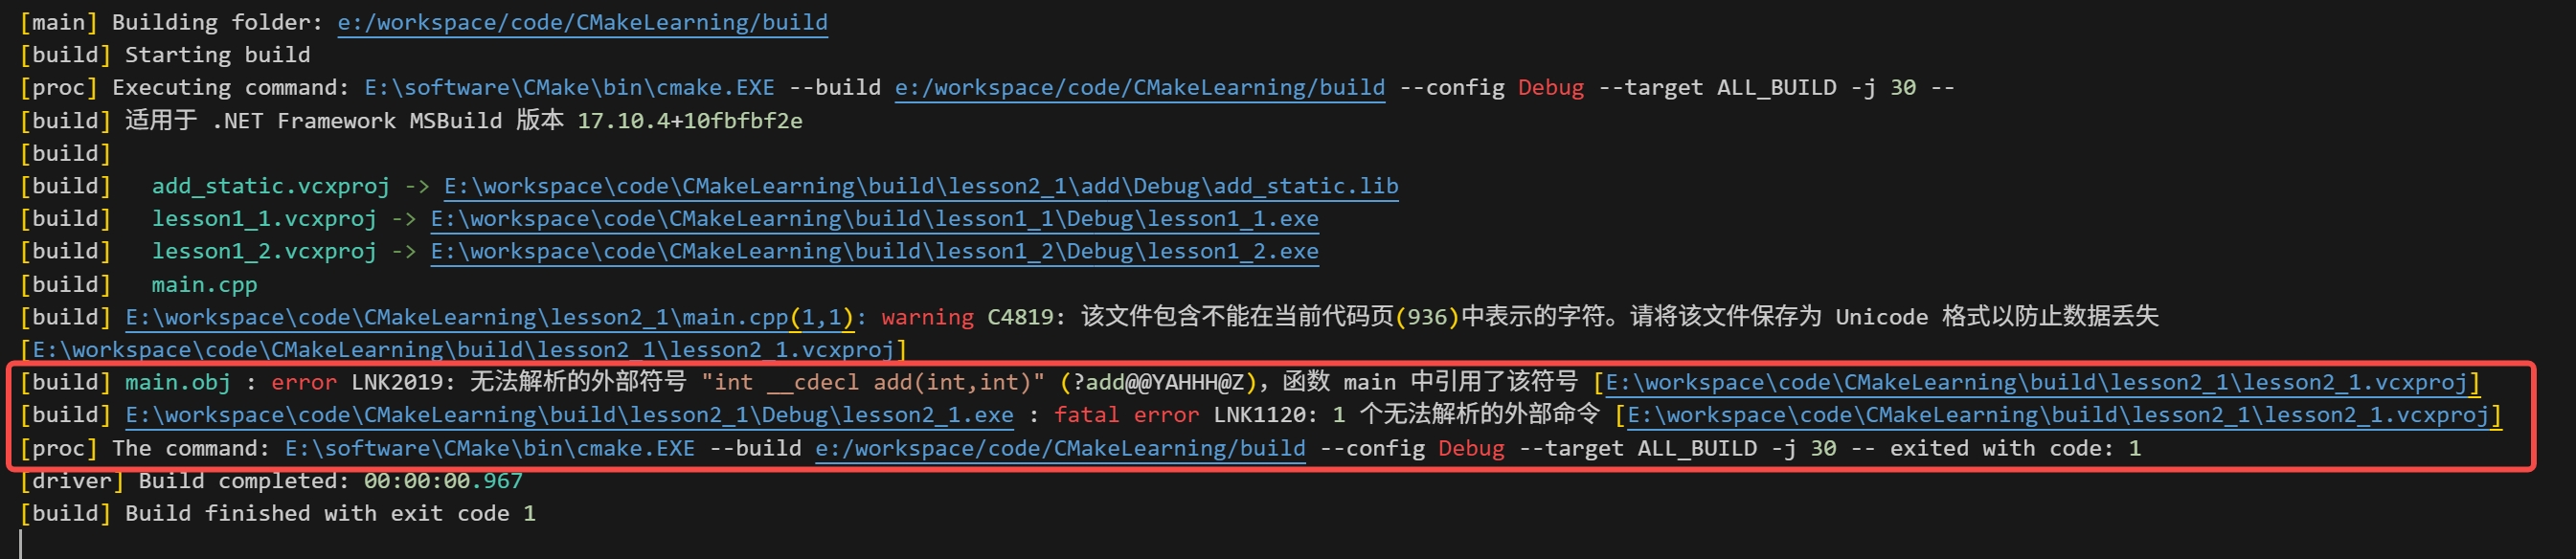 [main] Building folder: e:/workspace/code/CMakeLearning/build
[build] Starting build
[proc] Executing command: E:\software\CMake\bin\cmake.EXE --build e:/workspace/code/CMakeLearning/build --config Debug --target ALL_BUILD -j 30 --
[build] 适用于 .NET Framework MSBuild 版本 17.10.4+10fbfbf2e
[build]
[build]   add_static.vcxproj -> E:\workspace\code\CMakeLearning\build\lesson2_1\add\Debug\add_static.lib
[build]   lesson1_1.vcxproj -> E:\workspace\code\CMakeLearning\build\lesson1_1\Debug\lesson1_1.exe
[build]   lesson1_2.vcxproj -> E:\workspace\code\CMakeLearning\build\lesson1_2\Debug\lesson1_2.exe
[build]   main.cpp
[build] E:\workspace\code\CMakeLearning\lesson2_1\main.cpp(1,1): warning C4819: 该文件包含不能在当前代码页(936)中表示的字符。请将该文件保存为 Unicode 格式以防止数据丢失
[E:\workspace\code\CMakeLearning\build\lesson2_1\lesson2_1.vcxproj]
[build] main.obj : error LNK2019: 无法解析的外部符号 "int __cdecl add(int,int)" (?add@@YAHHH@Z)，函数 main 中引用了该符号 [E:\workspace\code\CMakeLearning\build\lesson2_1\lesson2_1.vcxproj]
[build] E:\workspace\code\CMakeLearning\build\lesson2_1\Debug\lesson2_1.exe : fatal error LNK1120: 1 个无法解析的外部命令 [E:\workspace\code\CMakeLearning\build\lesson2_1\lesson2_1.vcxproj]
[proc] The command: E:\software\CMake\bin\cmake.EXE --build e:/workspace/code/CMakeLearning/build --config Debug --target ALL_BUILD -j 30 -- exited with code: 1
[driver] Build completed: 00:00:00.967
[build] Build finished with exit code 1